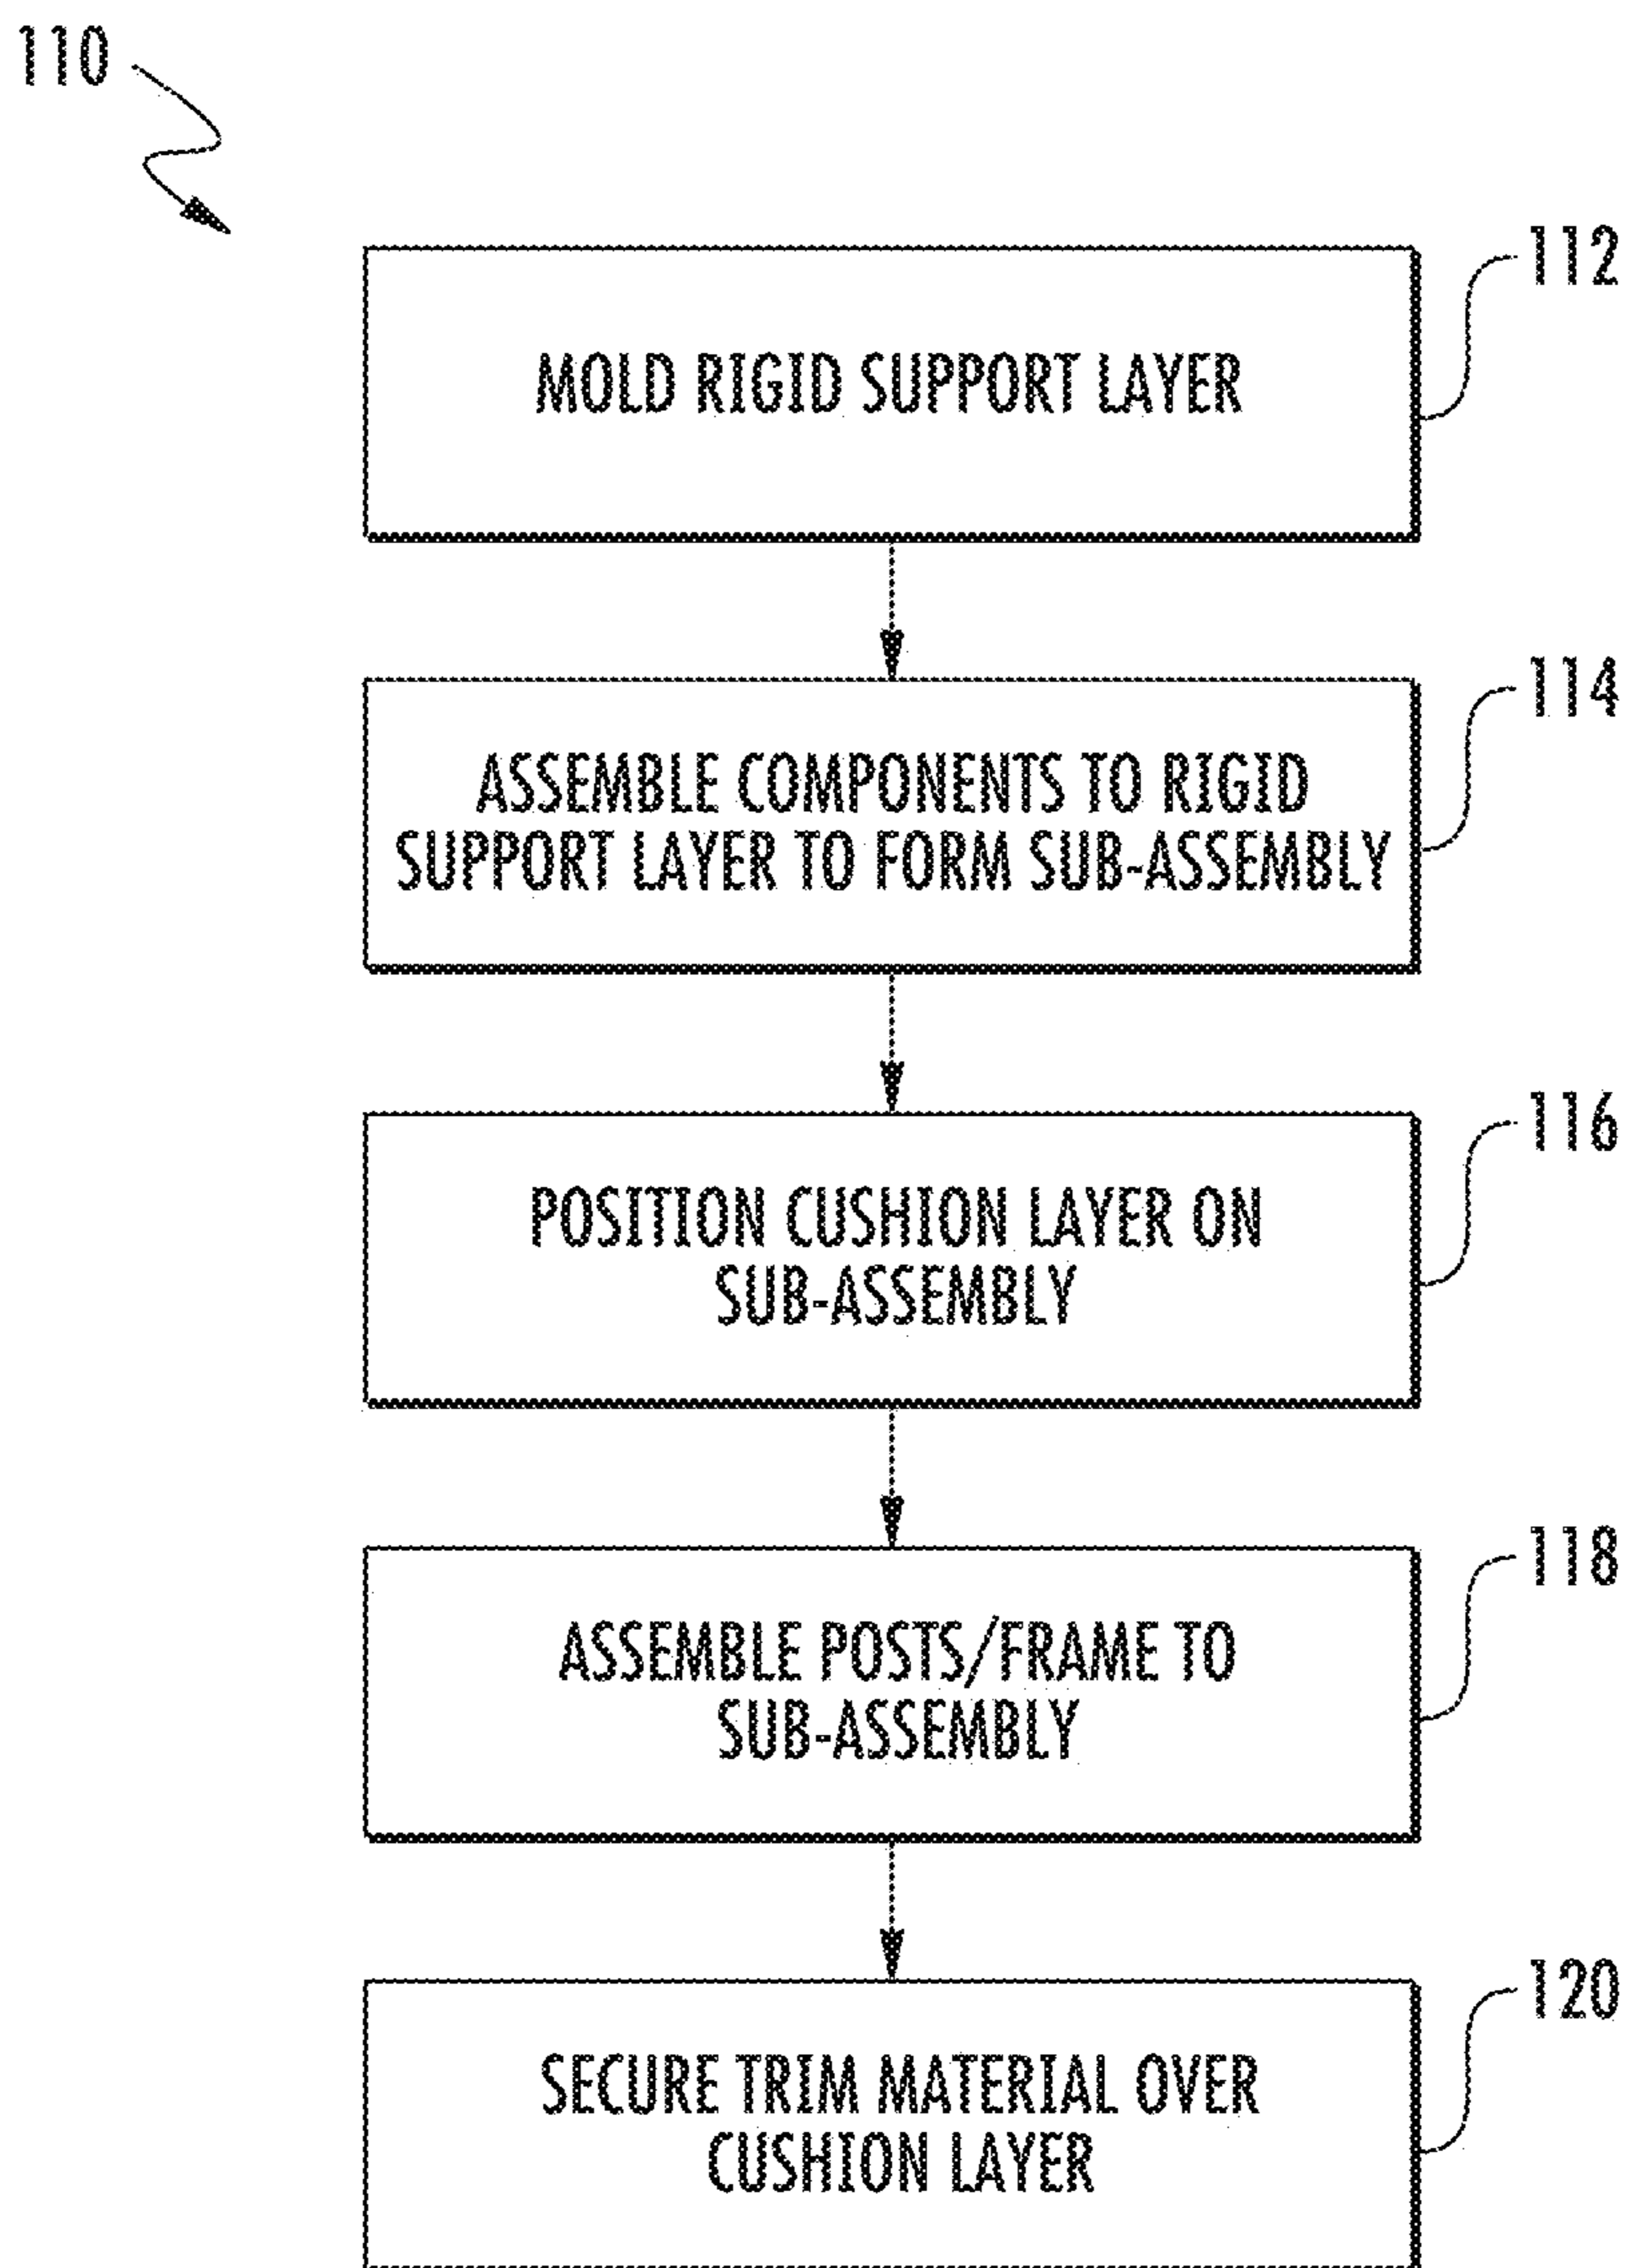 110
112
MOLD RIGID SUPPORT LAYER
114
ASSEMBLE COMPONENTS TO RIGID
SUPPORT LAYER TO FORM SUB-ASSEMBLY
116
POSITION CUSHION LAYER ON
SUB-ASSEMBLY
118
ASSEMBLE POSTS/FRAME TO
SUB-ASSEMBLY
120
SECURE TRIM MATERIAL OVER
CUSHION LAYER